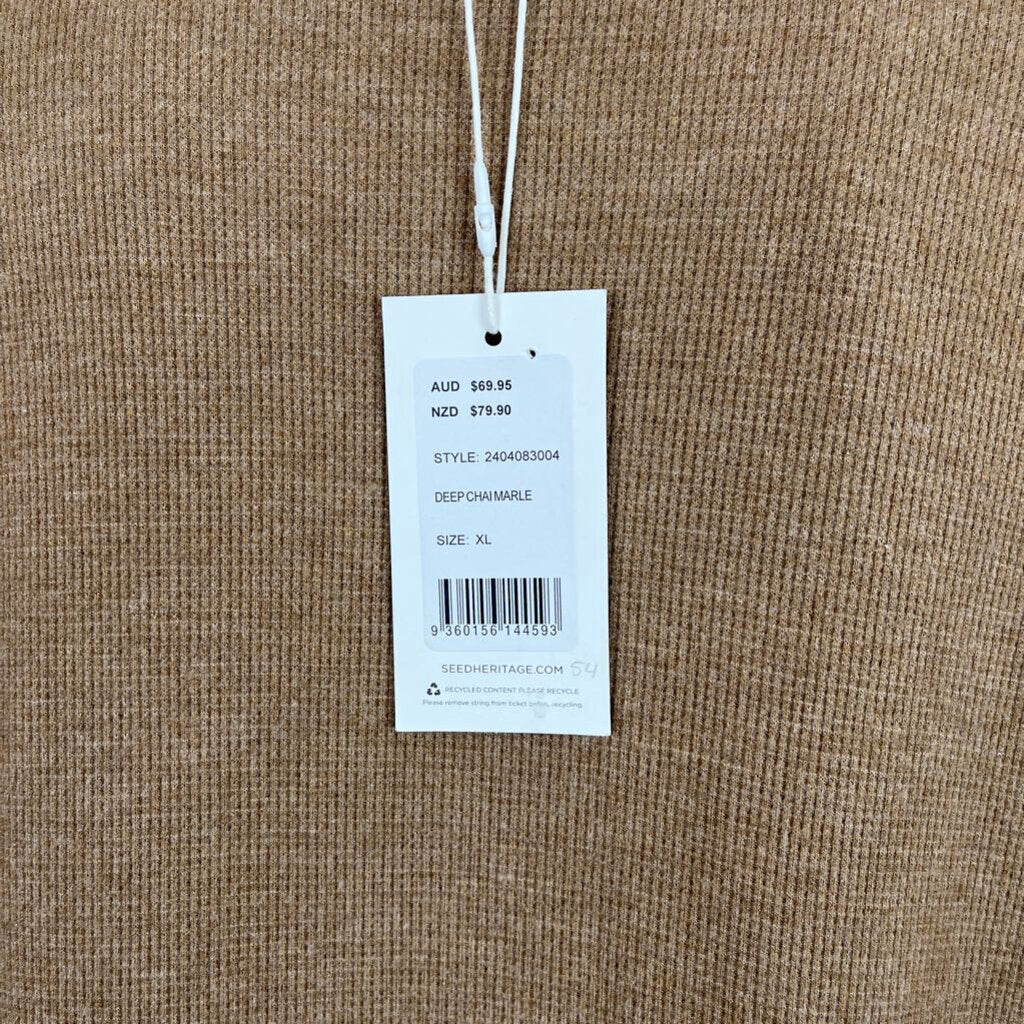 AUD $69.95
NZD $79.90
STYLE: 2404083004
DEEP CHAI MARLE
SIZE: XL
9 360156 144593
SEEDHERITAGE.COM 54
RECYCLED CONTENT PLEASE RECYCLE
Please remove string from ticket before recycling.